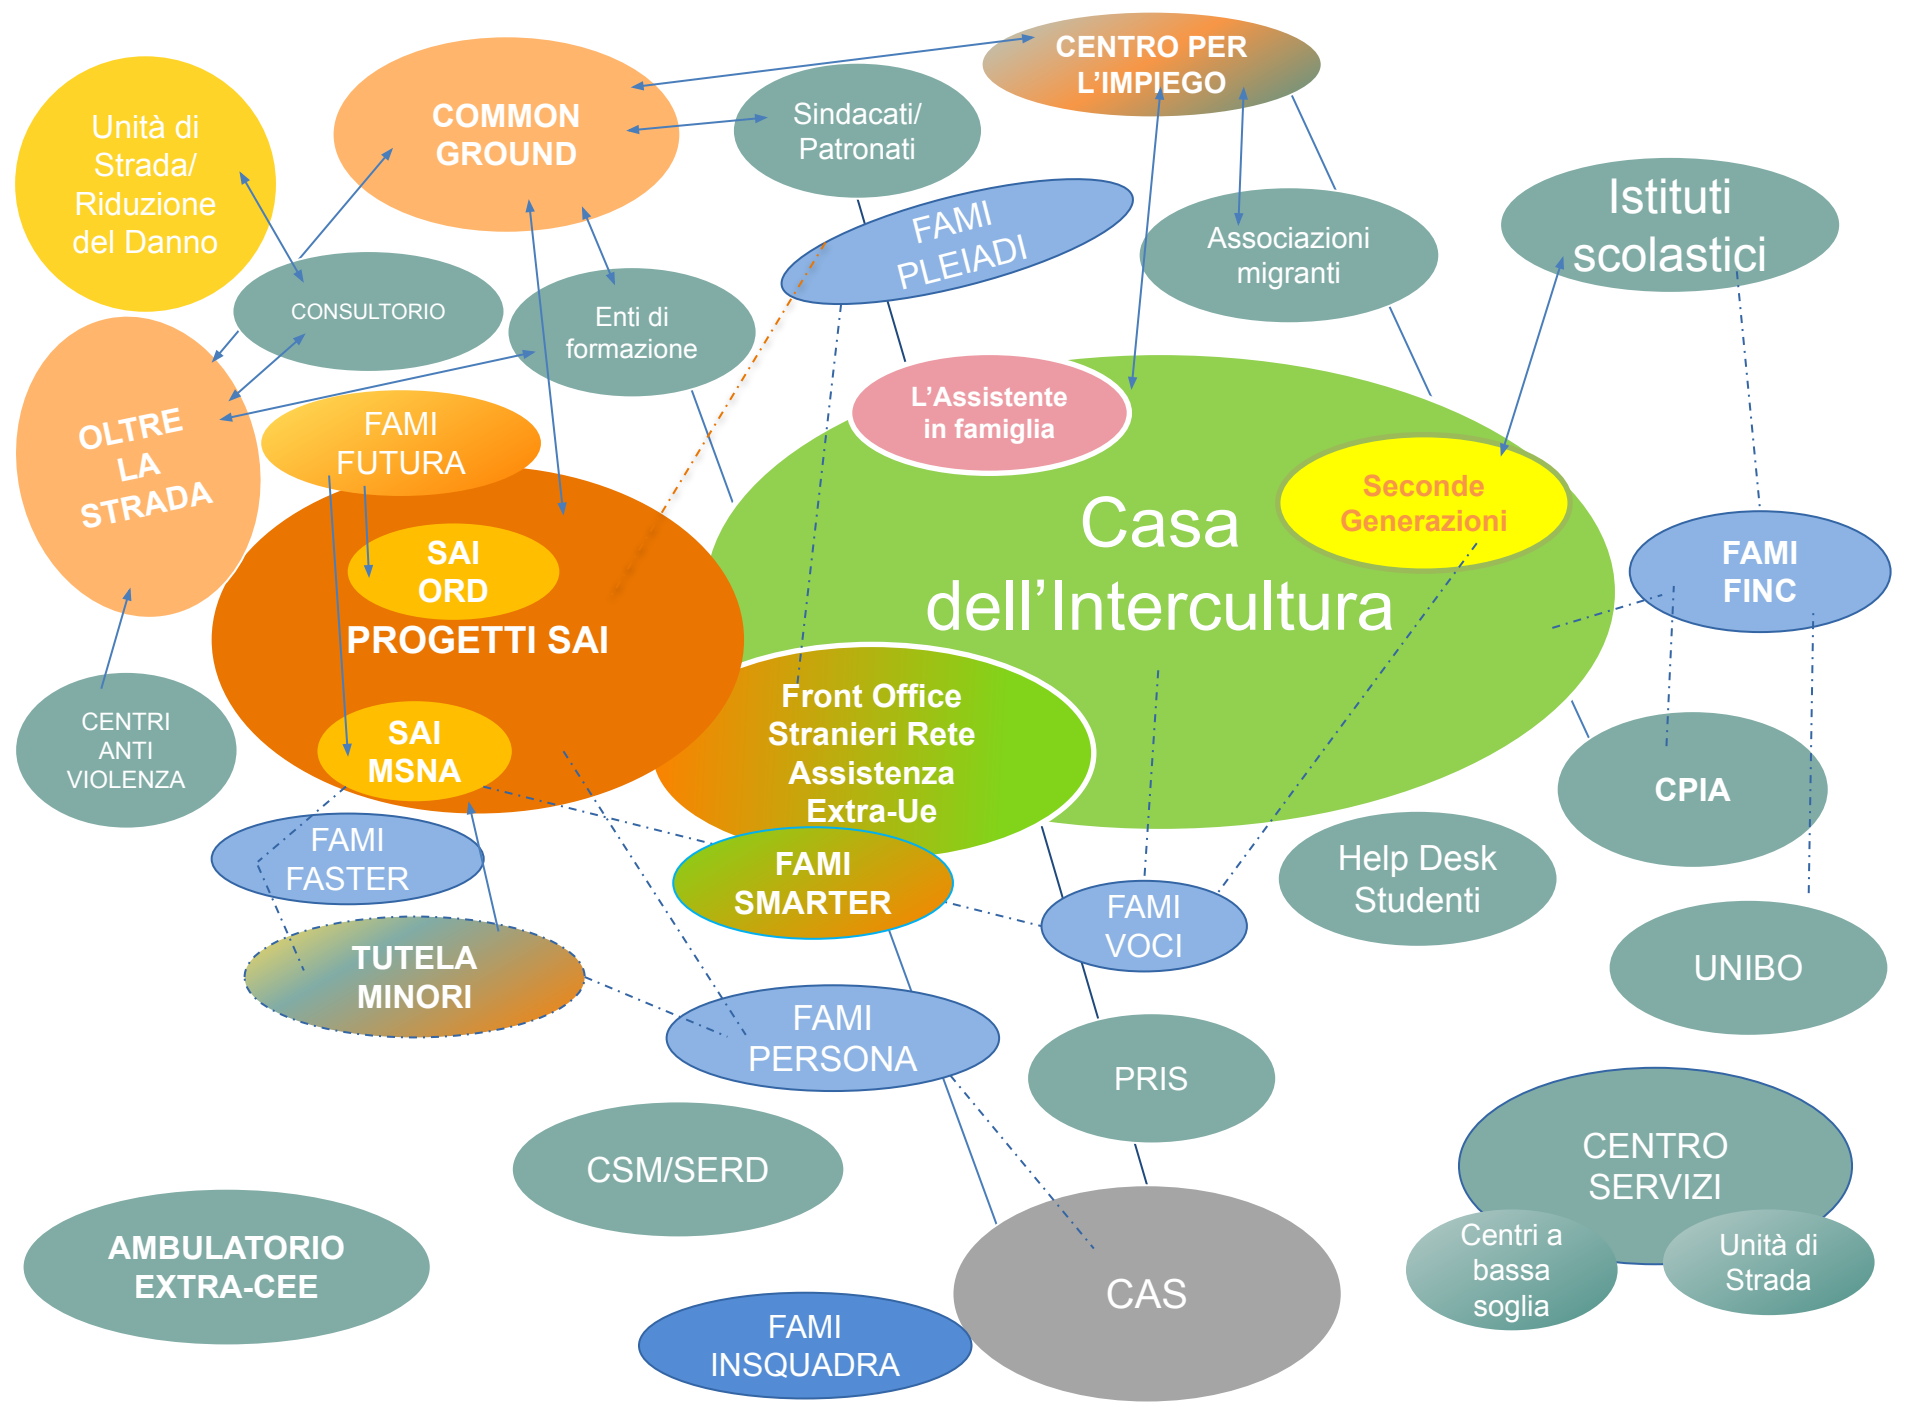 CENTRO PER
L’IMPIEGO
COMMON
GROUND
Sindacati/
Patronati
Unità di
Strada/
Riduzione
del Danno
Istituti
scolastici
FAMI
PLEIADI
Associazioni
migranti
CONSULTORIO
Enti di
formazione
L’Assistente
in famiglia
OLTRE
LA
STRADA
FAMI
FUTURA
Seconde
Generazioni
Casa
dell’Intercultura
SAI
ORD
PROGETTI SAI
FAMI
FINC
CENTRI
ANTI
VIOLENZA
SAI
MSNA
Front Office
Stranieri Rete
Assistenza
Extra-Ue
CPIA
FAMI
FASTER
FAMI
SMARTER
Help Desk
Studenti
FAMI
VOCI
TUTELA
MINORI
UNIBO
FAMI
PERSONA
PRIS
CSM/SERD
CENTRO
SERVIZI
AMBULATORIO
EXTRA-CEE
Centri a
bassa
soglia
Unità di
Strada
CAS
FAMI
INSQUADRA